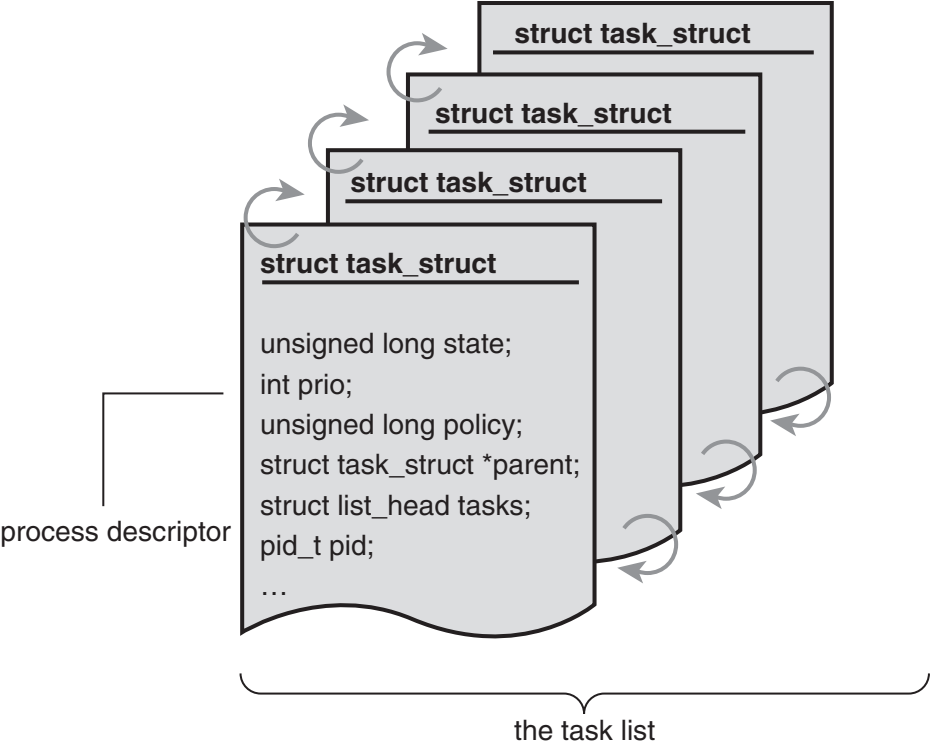 struct task_struct
struct task_struct
struct task_struct
struct task_struct
unsigned long state;
int prio;
unsigned long policy;
struct task_struct *parent;
struct list_head tasks;
process descriptor
pid_t pid;
…
the task list